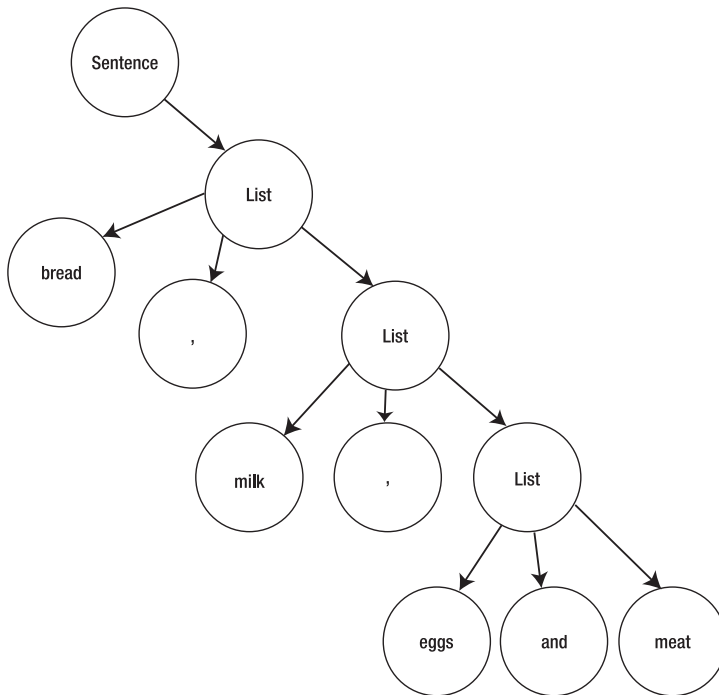 Sentence
List
bread
,
List
milk
,
List
eggs
and
meat